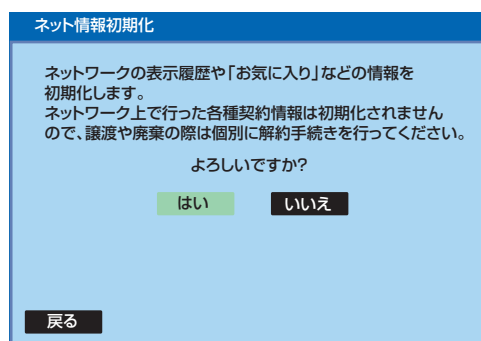 ネット情報初期化
ネットワークの表示履歴や「お気に入り」などの情報を
初期化します。
ネットワーク上で行った各種契約情報は初期化されません
ので、譲渡や廃棄の際は個別に解約手続きを行ってください。
よろしいですか?
はい いいえ
戻る